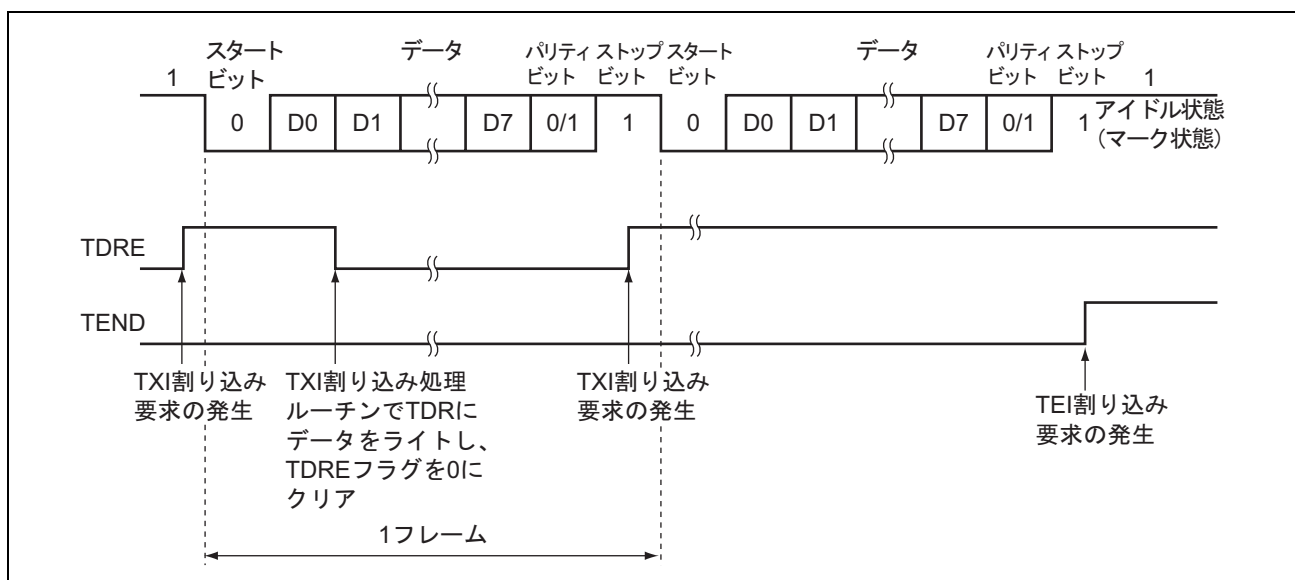 スタート
ビット
データ
パリティ ストップ スタート
ビット ビット ビット
データ
パリティ ストップ
ビット ビット
1
1
0 D0 D1 D7 0/1 1 0 D0 D1 D7 0/1 1 アイドル状態
(マーク状態)
TDRE
TEND
TXI割り込み
要求の発生
TXI割り込み処理
ルーチンでTDRに
データをライトし、
TDREフラグを0に
クリア
TXI割り込み
要求の発生
TEI割り込み
要求の発生
1フレーム